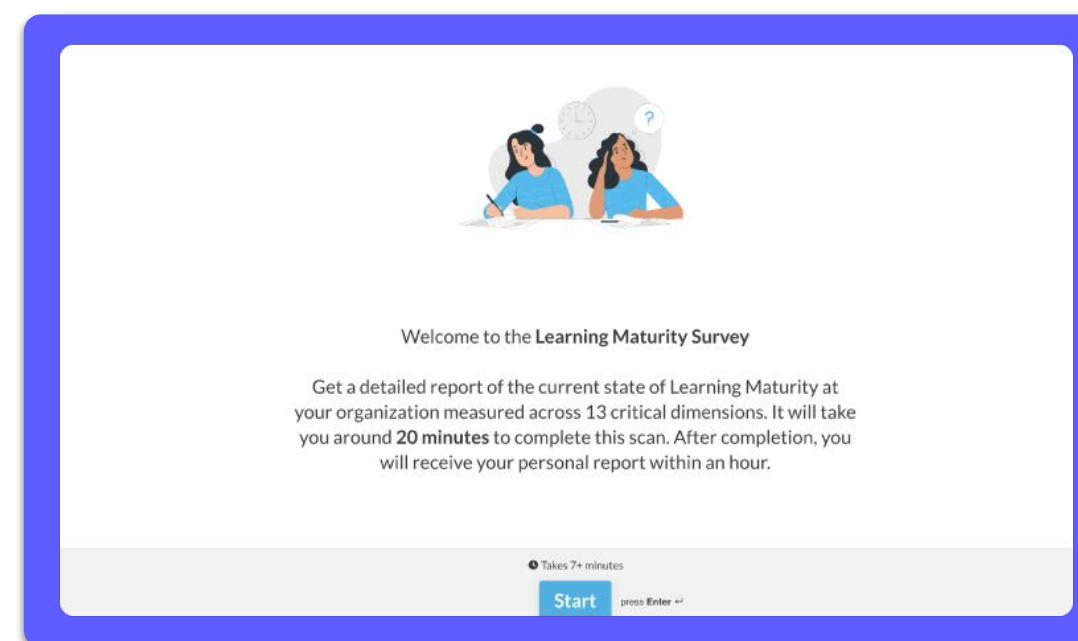 ?
Welcome to the Learning Maturity Survey
Get a detailed report of the current state of Learning Maturity at
your organization measured across 13 critical dimensions. It will take
you around 20 minutes to complete this scan. After completion, you
will receive your personal report within an hour.
Takes 7+ minutes
Start press Enter ↵